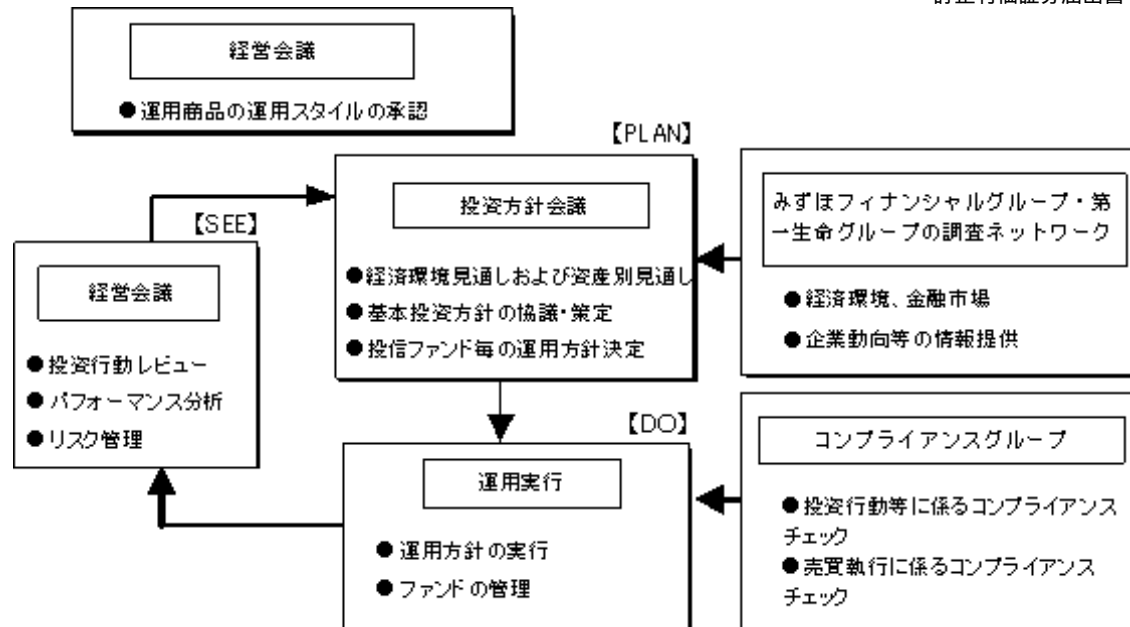 訂正有価証券届出書
経営会議
●運用商品の運用スタイルの承認
【PLAN】
投資方針会議
●経済環境見通しおよび資産別見通し
●基本投資方針の協議・策定
●投信ファンド毎の運用方針決定
みずほフィナンシャルグループ・第
一生命グループの調査ネットワーク
●経済環境、金融市場
●企業動向等の情報提供
【SEE】
経営会議
●投資行動レビュー
●パフォーマンス分析
●リスク管理
【DO】
運用実行
●運用方針の実行
●ファンドの管理
コンプライアンスグループ
●投資行動等に係るコンプライアンス
チェック
●売買執行に係るコンプライアンス
チェック